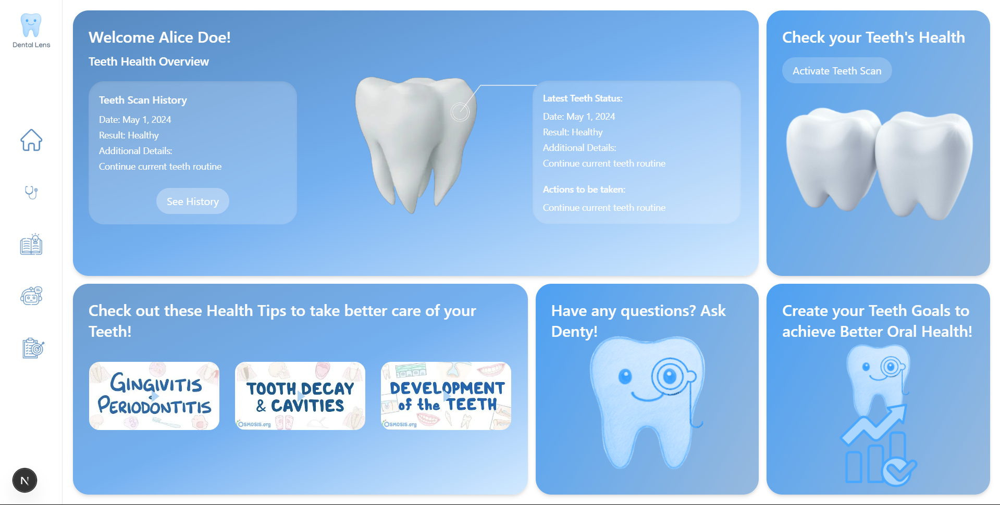 Dental Lens
Welcome Alice Doe!
Teeth Health Overview
Teeth Scan History
Date: May 1, 2024
Result: Healthy
Additional Details:
Continue current teeth routine
See History
Latest Teeth Status:
Date: May 1, 2024
Result: Healthy
Additional Details:
Continue current teeth routine
Actions to be taken:
Continue current teeth routine
Check your Teeth's Health
Activate Teeth Scan
Check out these Health Tips to take better care of your
Teeth!
GINGIVITIS
PERIODONTITIS
TOOTH DECAY
& CAVITIES
OSMOSIS.org
DEVELOPMENT
of the TEETH
OSMOSIS.org
Have any questions? Ask
Denty!
Create your Teeth Goals to
achieve Better Oral Health!
N